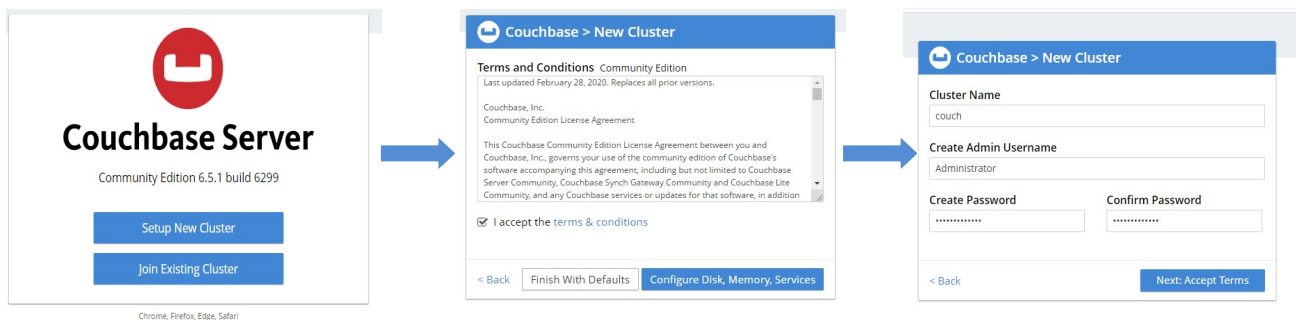 Couchbase Server
Community Edition 6.5.1 build 6299
Setup New Cluster
Join Existing Cluster
Chrome, Firefox, Edge, Safari
Couchbase > New Cluster
Terms and Conditions Community Edition
Last updated February 28, 2020. Replaces all prior versions.
Couchbase, Inc.
Community Edition License Agreement
This Couchbase Community Edition License Agreement between you and
Couchbase, Inc., governs your use of the community edition of Couchbase's
software accompanying this agreement, including but not limited to Couchbase
Server Community, Couchbase Synch Gateway Community and Couchbase Lite
Community, and any Couchbase services or updates for that software, in addition
I accept the terms & conditions
< Back Finish With Defaults Configure Disk, Memory, Services
Couchbase > New Cluster
Cluster Name
couch
Create Admin Username
Administrator
Create Password Confirm Password
••••••••••••• •••••••••••••
< Back Next: Accept Terms